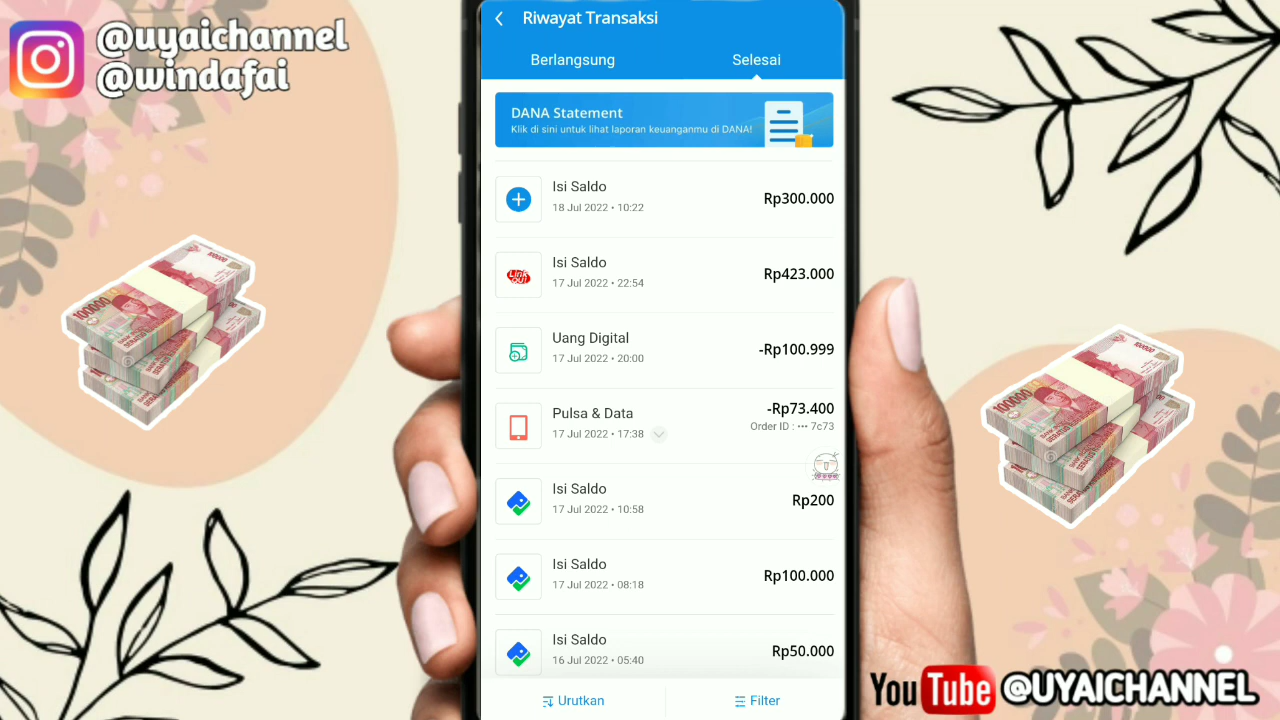 @uyaichannel
@windafai
Riwayat Transaksi
Berlangsung
Selesai
DANA Statement
Klik di sini untuk lihat laporan keuanganmu di DANA!
Isi Saldo
Rp300.000
18 Jul 2022 • 10:22
Isi Saldo
Rp423.000
17 Jul 2022 • 22:54
Uang Digital
-Rp100.999
17 Jul 2022 • 20:00
Pulsa & Data
-Rp73.400
17 Jul 2022 • 17:38
Order ID : ••• 7c73
Isi Saldo
Rp200
17 Jul 2022 • 10:58
Isi Saldo
Rp100.000
17 Jul 2022 • 08:18
Isi Saldo
Rp50.000
16 Jul 2022 • 05:40
Urutkan
Filter
100000
100000
100000
100000
YouTube @UYAICHANNEL